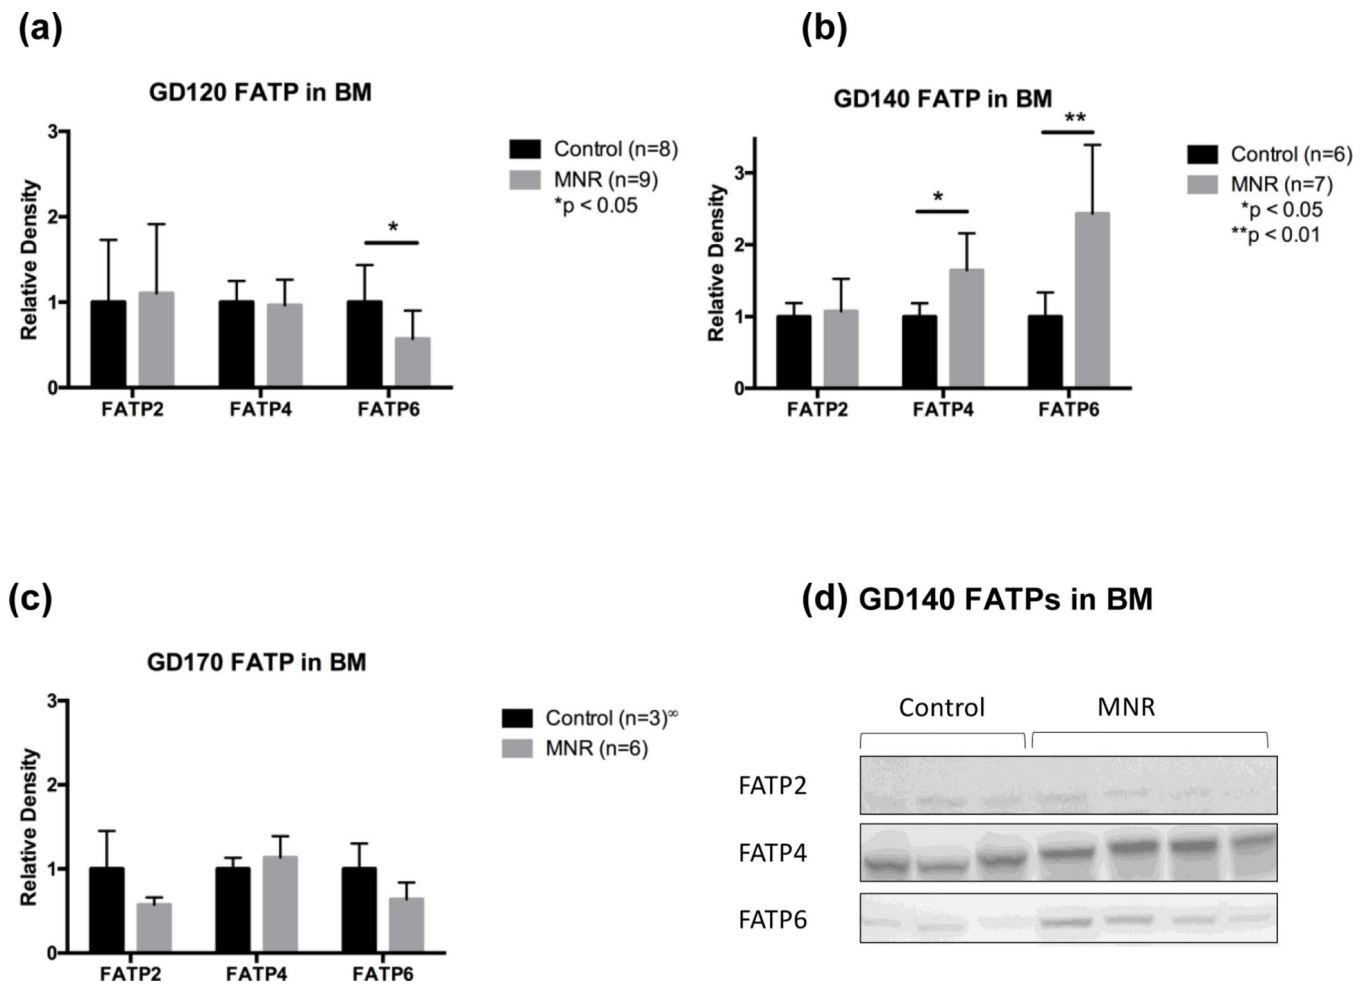 (a)
GD120 FATP in BM
Relative Density
3
2
1
0
*
FATP2 FATP4 FATP6
Control (n=8)
MNR (n=9)
*p < 0.05
(b)
GD140 FATP in BM
Relative Density
3
2
1
0
*
**
FATP2 FATP4 FATP6
Control (n=6)
MNR (n=7)
*p < 0.05
**p < 0.01
(c)
GD170 FATP in BM
Relative Density
3
2
1
0
FATP2 FATP4 FATP6
Control (n=3)∞
MNR (n=6)
(d) GD140 FATPs in BM
Control MNR
FATP2
FATP4
FATP6